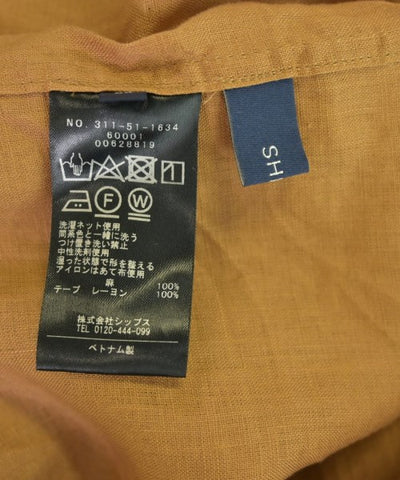 NO. 311-51-1634
60001
00628819
F W
洗濯ネット使用
同系色と一緒に洗う
つけ置き洗い禁止
中性洗剤使用
湿った状態で形を整える
アイロンはあて布使用
麻 100%
テープ レーヨン 100%
株式会社シップス
TEL 0120-444-099
ベトナム製
SH